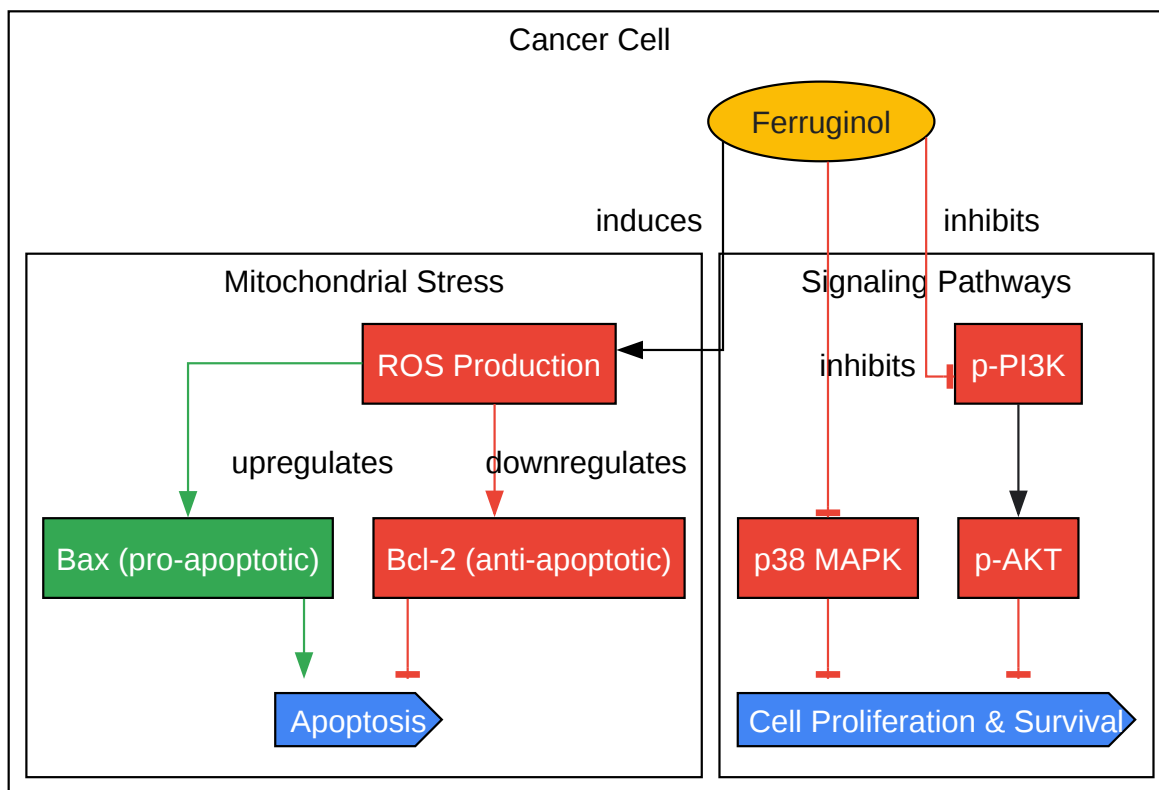 Cancer Cell
Ferruginol
induces
inhibits
Mitochondrial Stress
Signaling Pathways
ROS Production
inhibits
p-PI3K
upregulates
downregulates
Bax (pro-apoptotic)
Bcl-2 (anti-apoptotic)
p38 MAPK
p-AKT
Apoptosis
Cell Proliferation & Survival